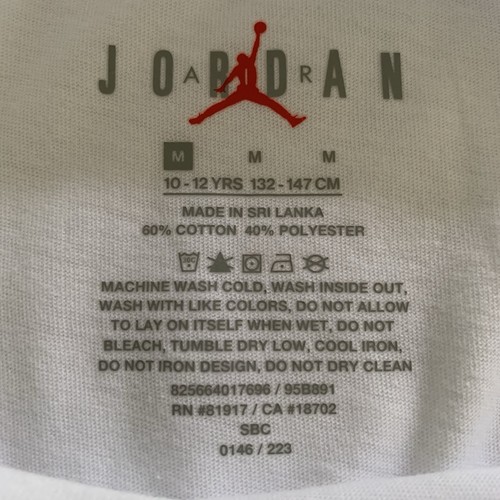 JORDAN
A I R
M M M
10-12 YRS 132-147 CM
MADE IN SRI LANKA
60% COTTON 40% POLYESTER
30C
MACHINE WASH COLD, WASH INSIDE OUT,
WASH WITH LIKE COLORS, DO NOT ALLOW
TO LAY ON ITSELF WHEN WET, DO NOT
BLEACH, TUMBLE DRY LOW, COOL IRON,
DO NOT IRON DESIGN, DO NOT DRY CLEAN
825664017696 / 95B891
RN #81917 / CA #18702
SBC
0146 / 223